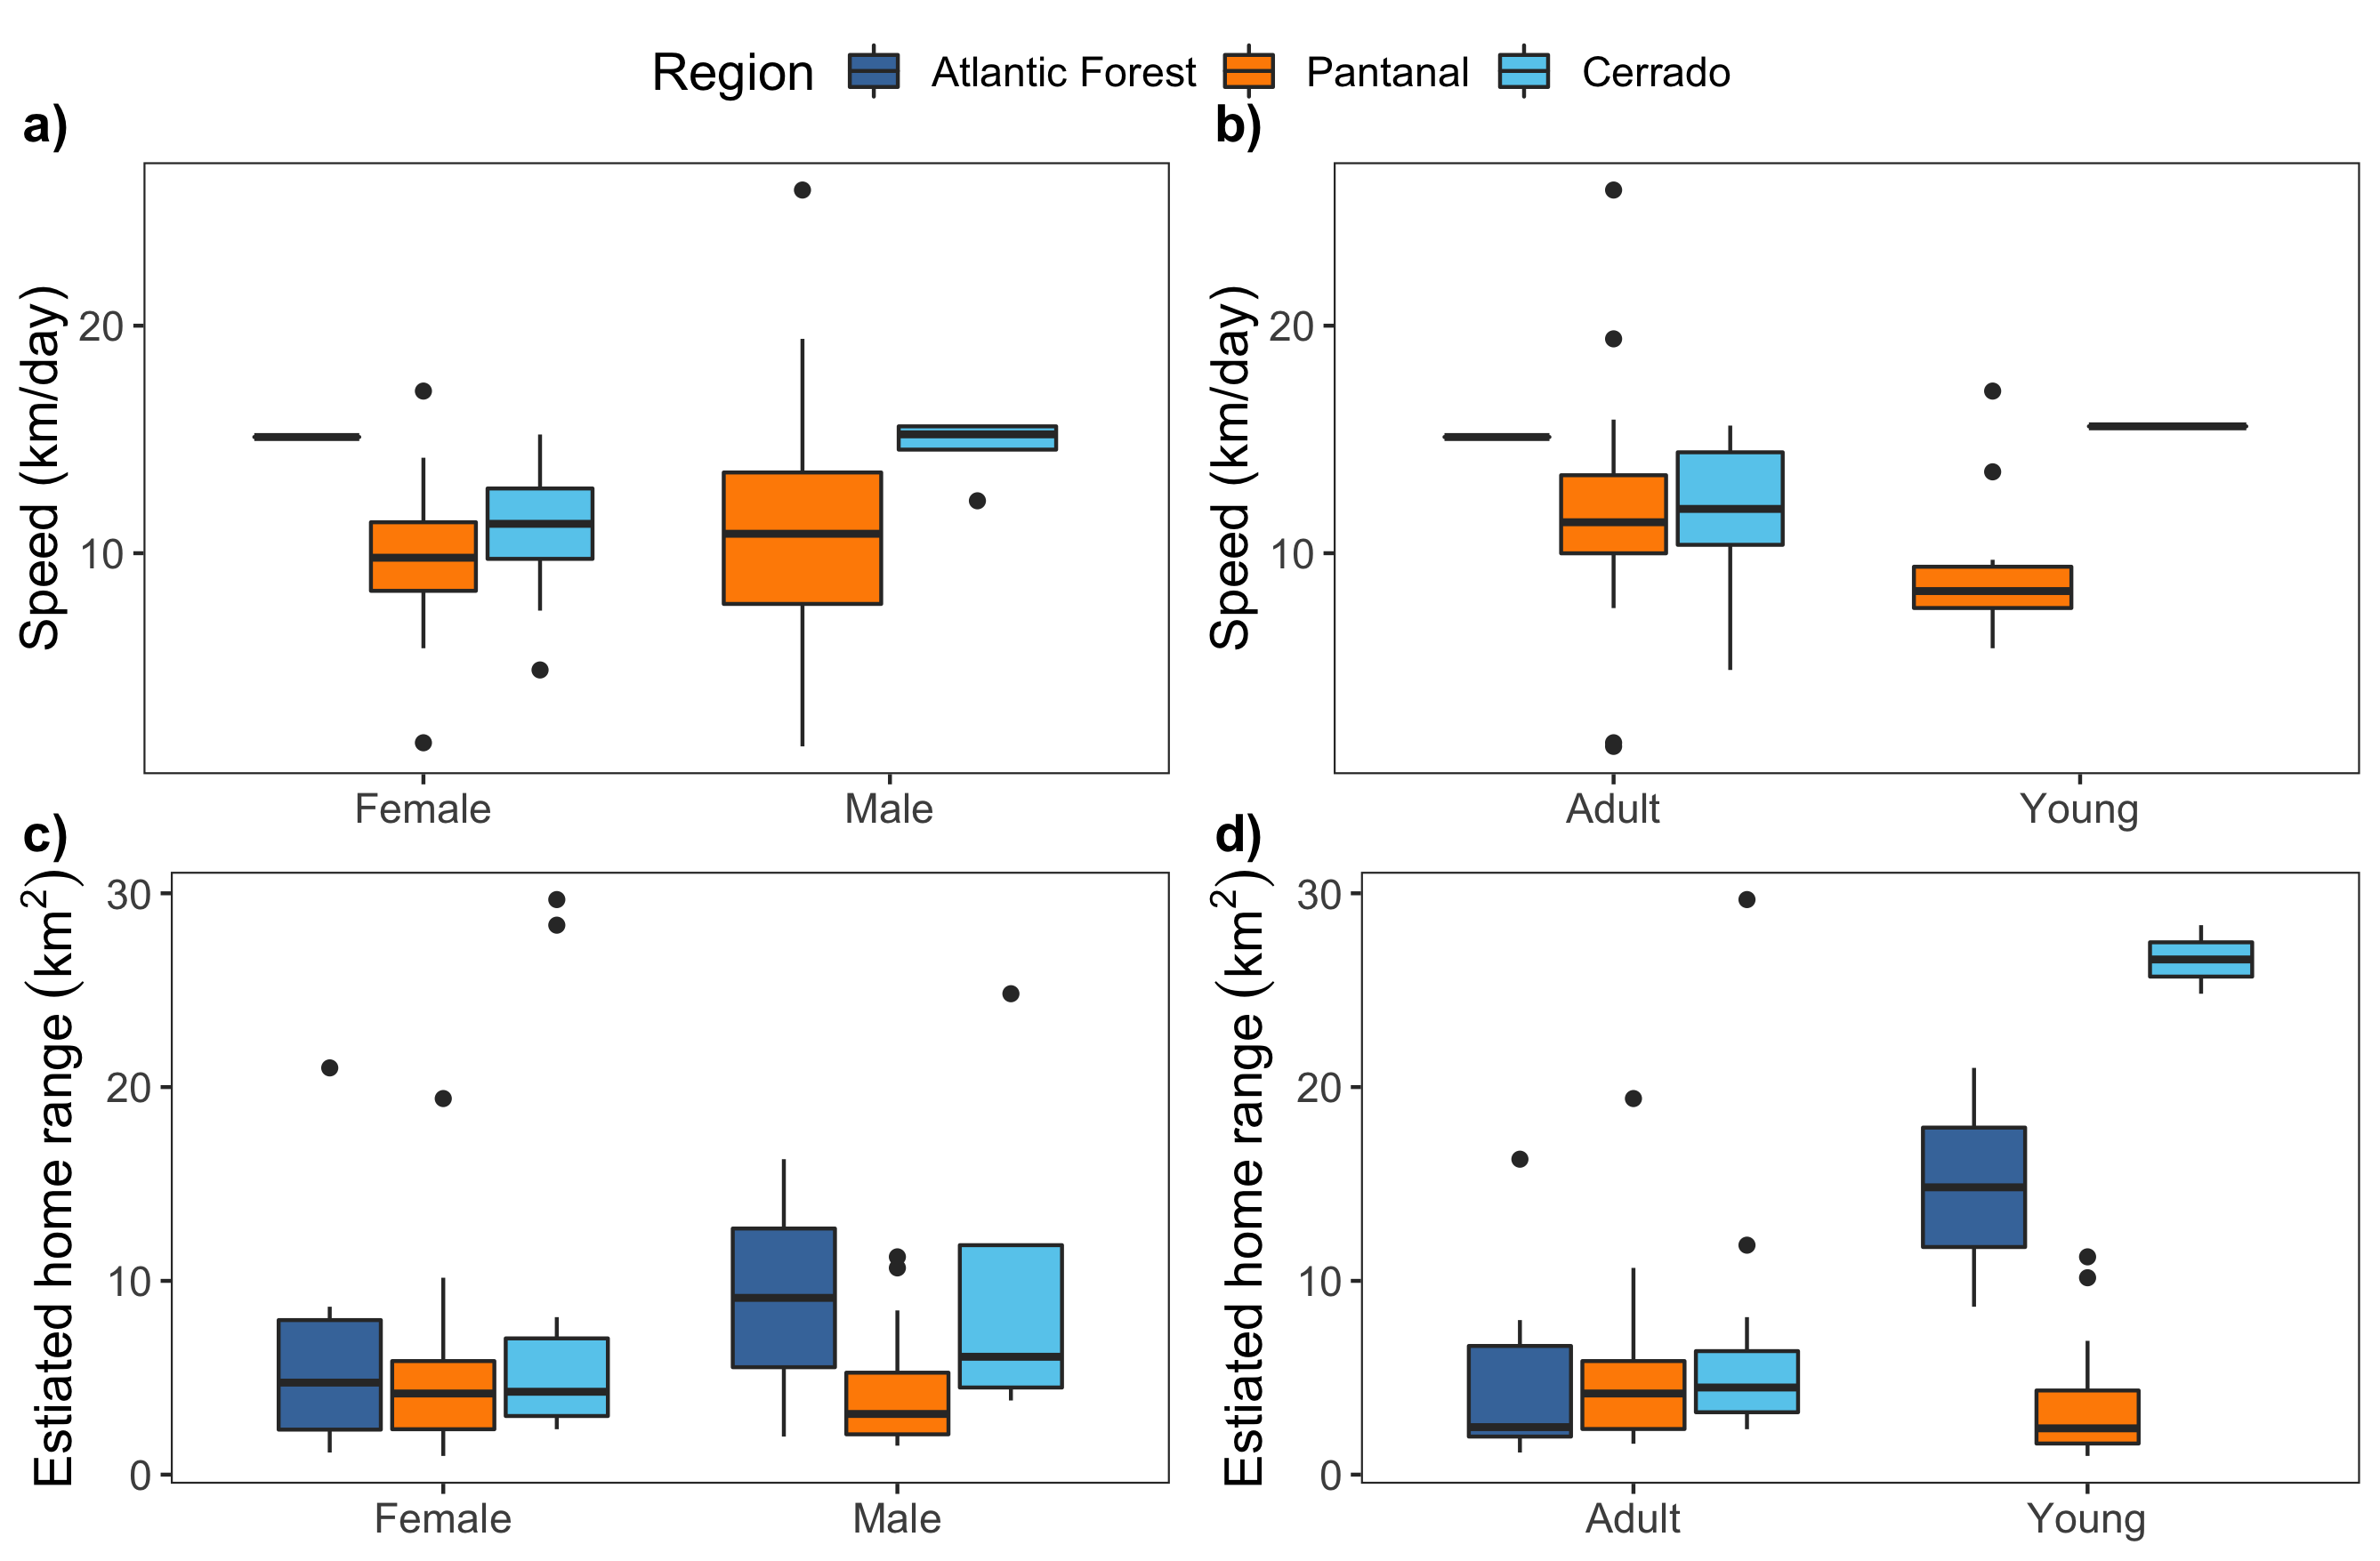 Region Atlantic Forest Pantanal Cerrado
a)
Speed (km/day)
20
10
Female Male
b)
Speed (km/day)
20
10
Adult Young
c)
Estiated home range (km²)
30
20
10
0
Female Male
d)
Estiated home range (km²)
30
20
10
0
Adult Young